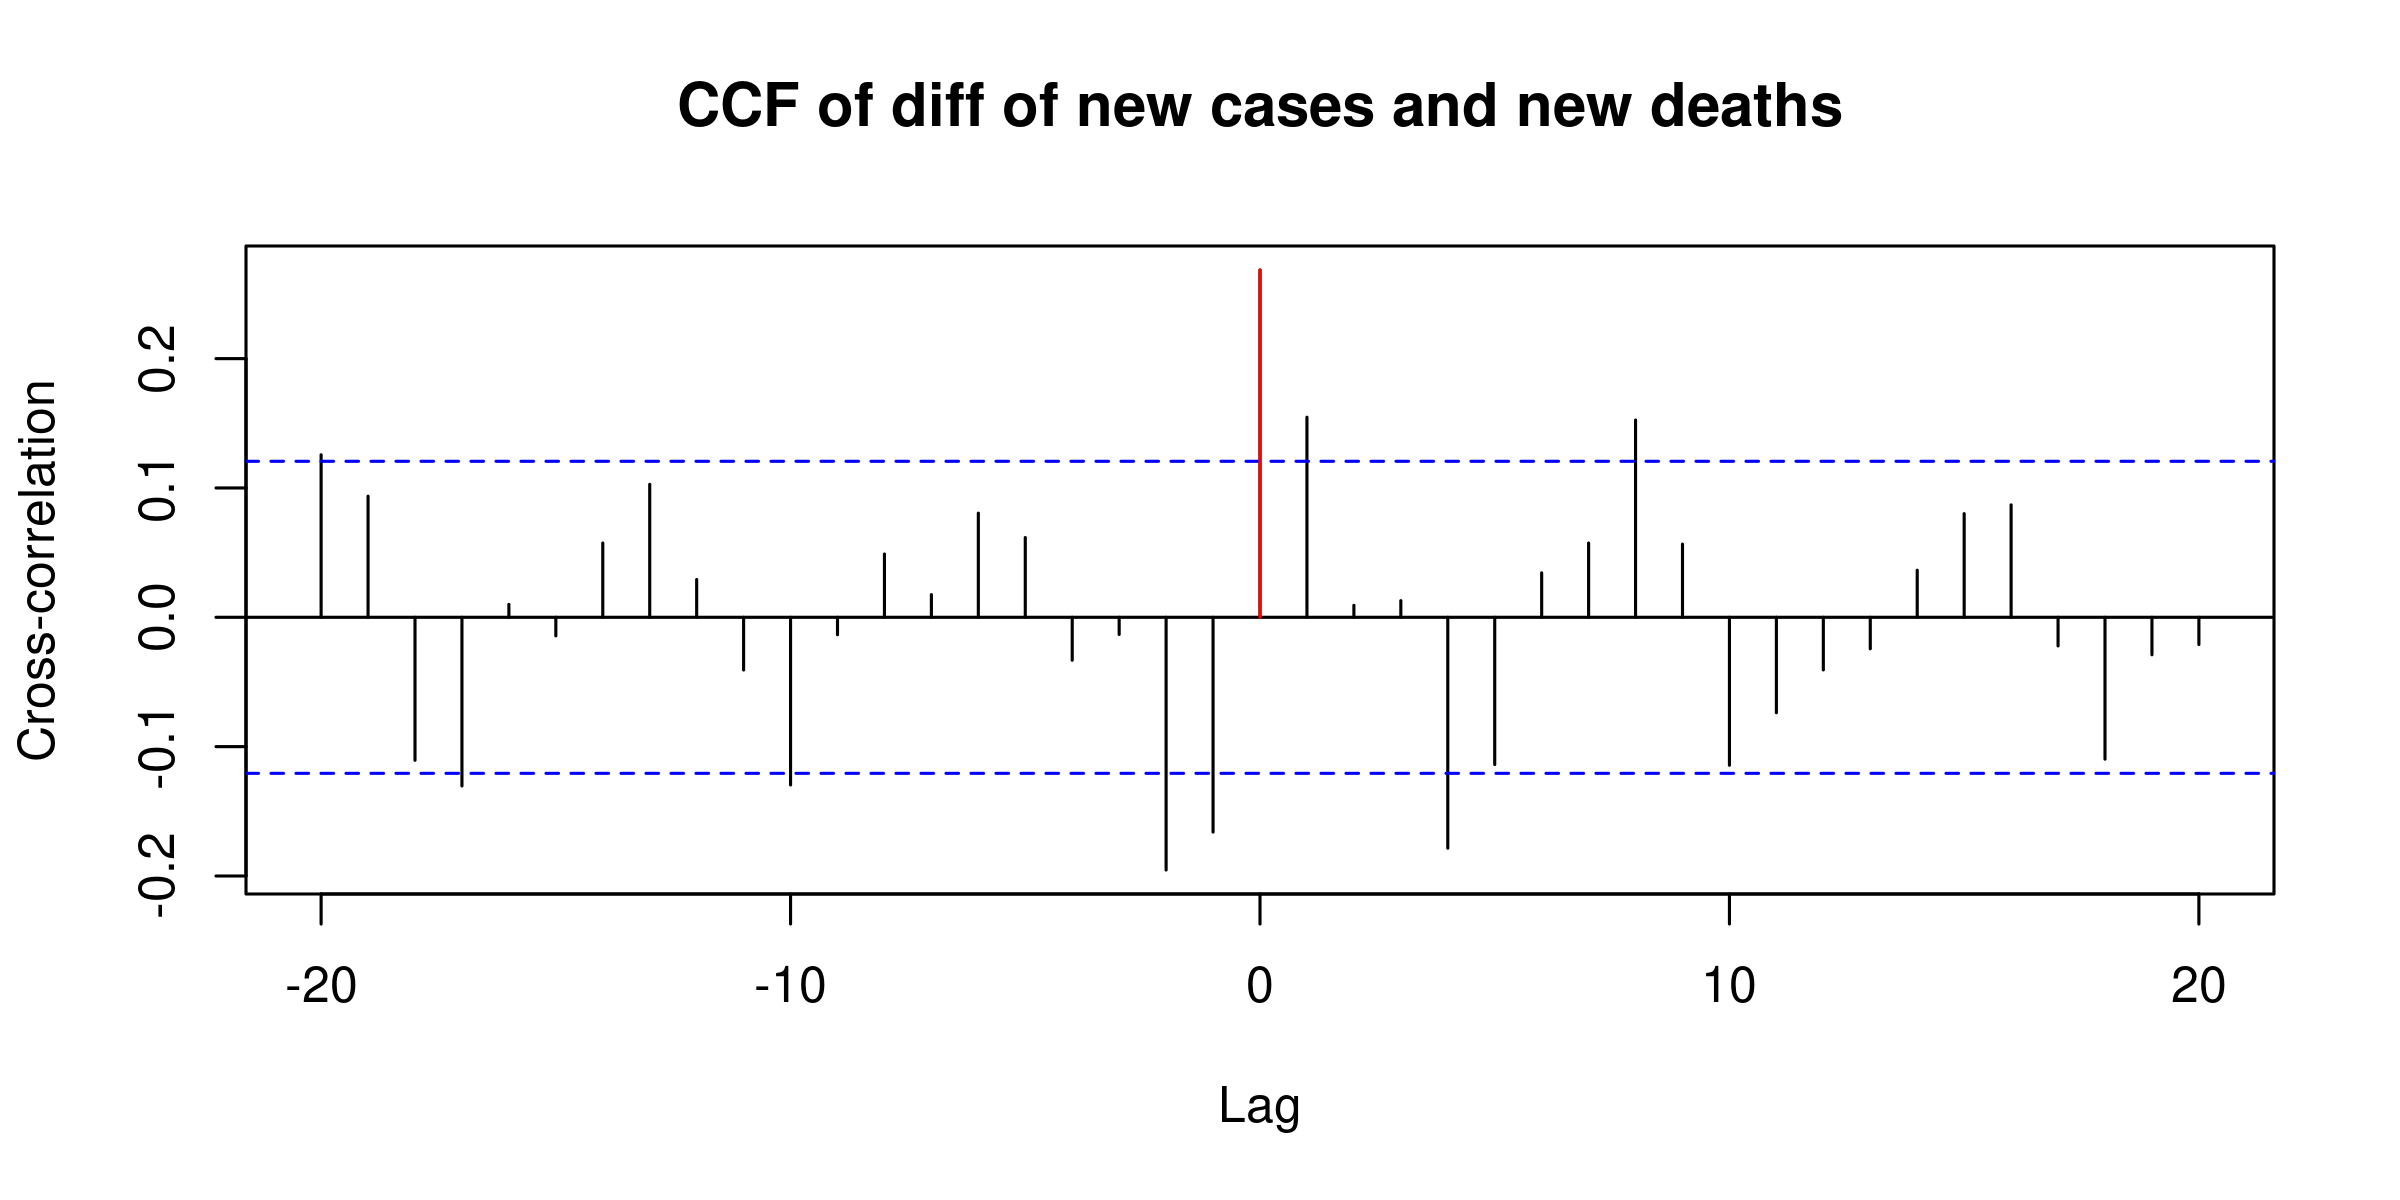 CCF of diff of new cases and new deaths
Cross-correlation
0.2
0.1
0.0
-0.1
-0.2
-20 -10 0 10 20
Lag